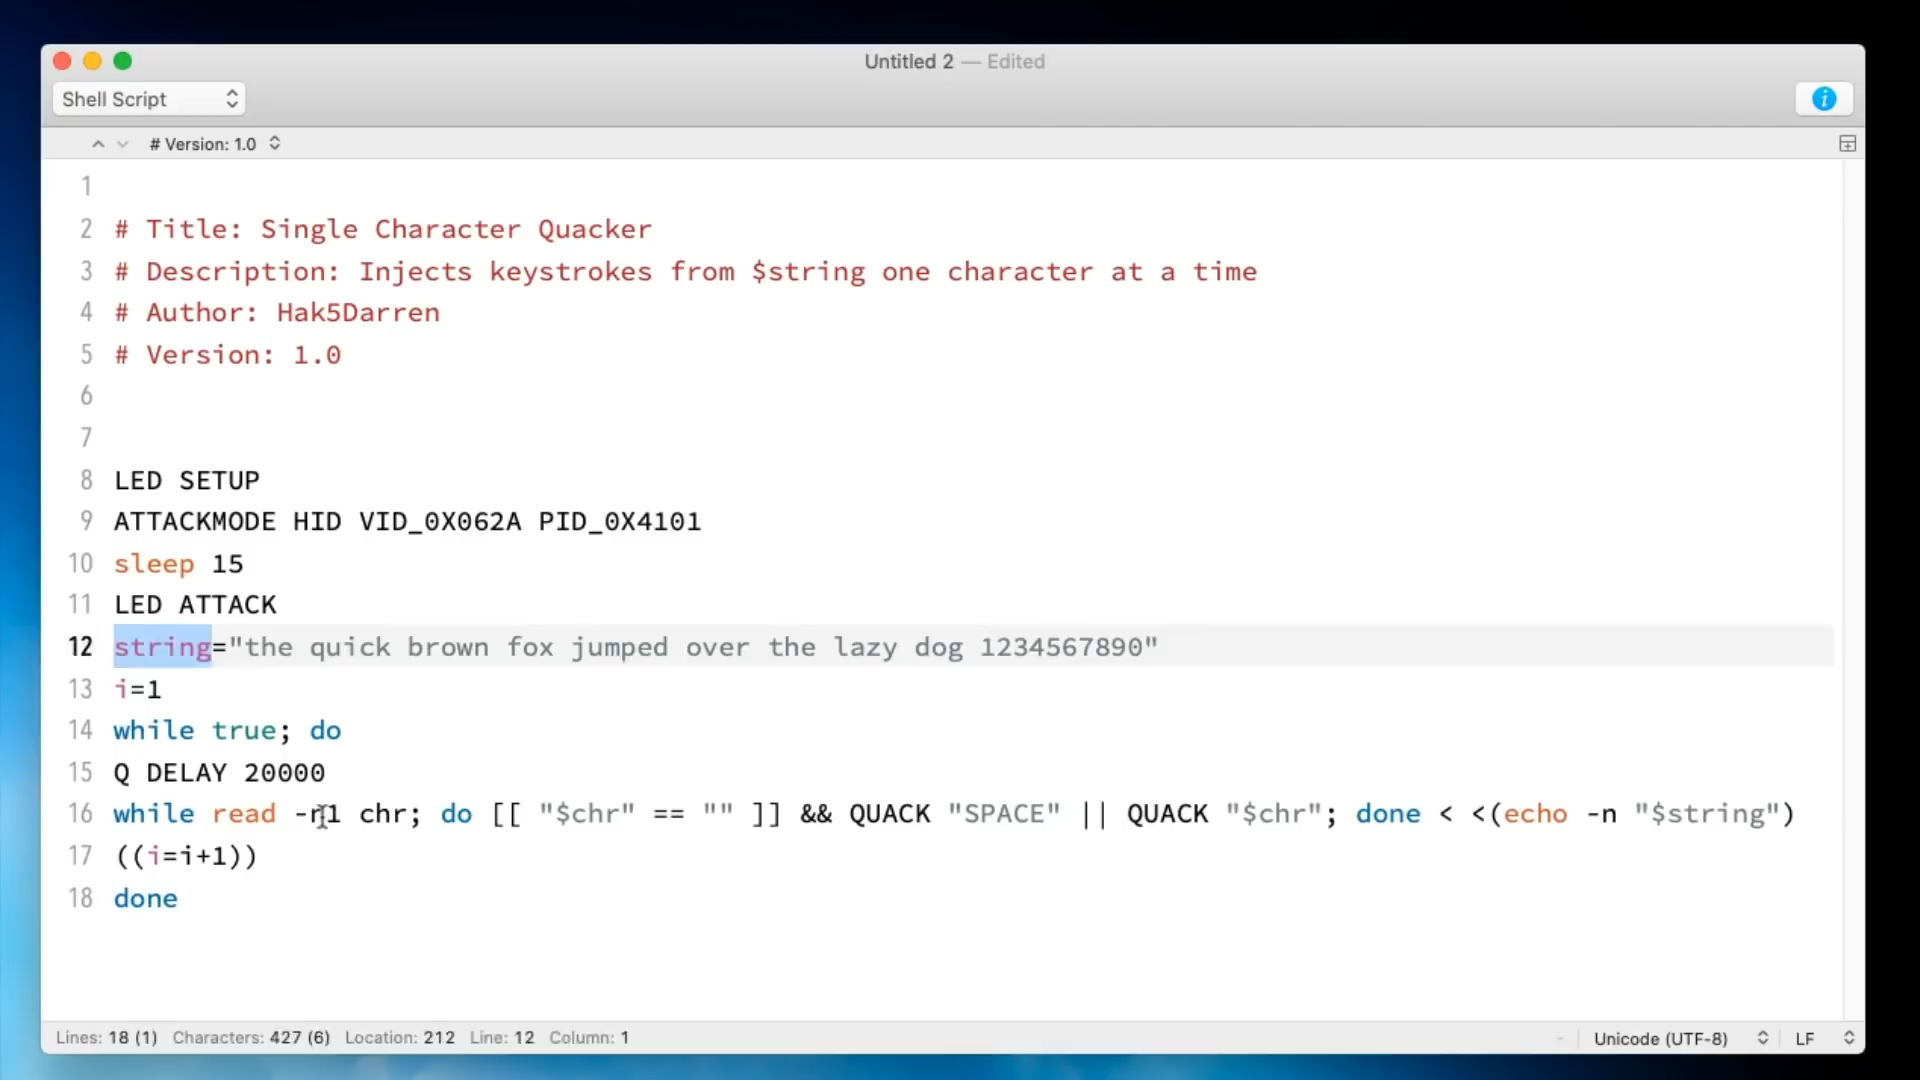 Untitled 2 — Edited
Shell Script
# Version: 1.0
1
2 # Title: Single Character Quacker
3 # Description: Injects keystrokes from $string one character at a time
4 # Author: Hak5Darren
5 # Version: 1.0
6
7
8 LED SETUP
9 ATTACKMODE HID VID_0X062A PID_0X4101
10 sleep 15
11 LED ATTACK
12 string="the quick brown fox jumped over the lazy dog 1234567890"
13 i=1
14 while true; do
15 Q DELAY 20000
16 while read -n1 chr; do [[ "$chr" == "" ]] && QUACK "SPACE" || QUACK "$chr"; done < <(echo -n "$string")
17 ((i=i+1))
18 done
Lines: 18 (1) Characters: 427 (6) Location: 212 Line: 12 Column: 1 - Unicode (UTF-8) LF